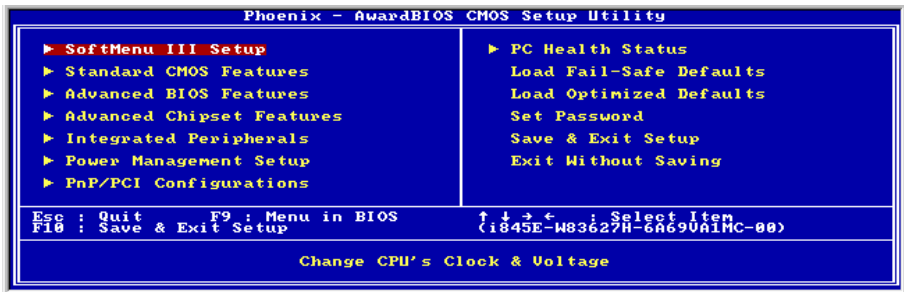 Phoenix - AwardBIOS CMOS Setup Utility
► SoftMenu III Setup
► Standard CMOS Features
► Advanced BIOS Features
► Advanced Chipset Features
► Integrated Peripherals
► Power Management Setup
► PnP/PCI Configurations
► PC Health Status
Load Fail-Safe Defaults
Load Optimized Defaults
Set Password
Save & Exit Setup
Exit Without Saving
Esc : Quit F9 : Menu in BIOS
F10 : Save & Exit Setup
↑ ↓ → ← : Select Item
(i845E-W83627H-6A69VA1MC-00)
Change CPU's Clock & Voltage